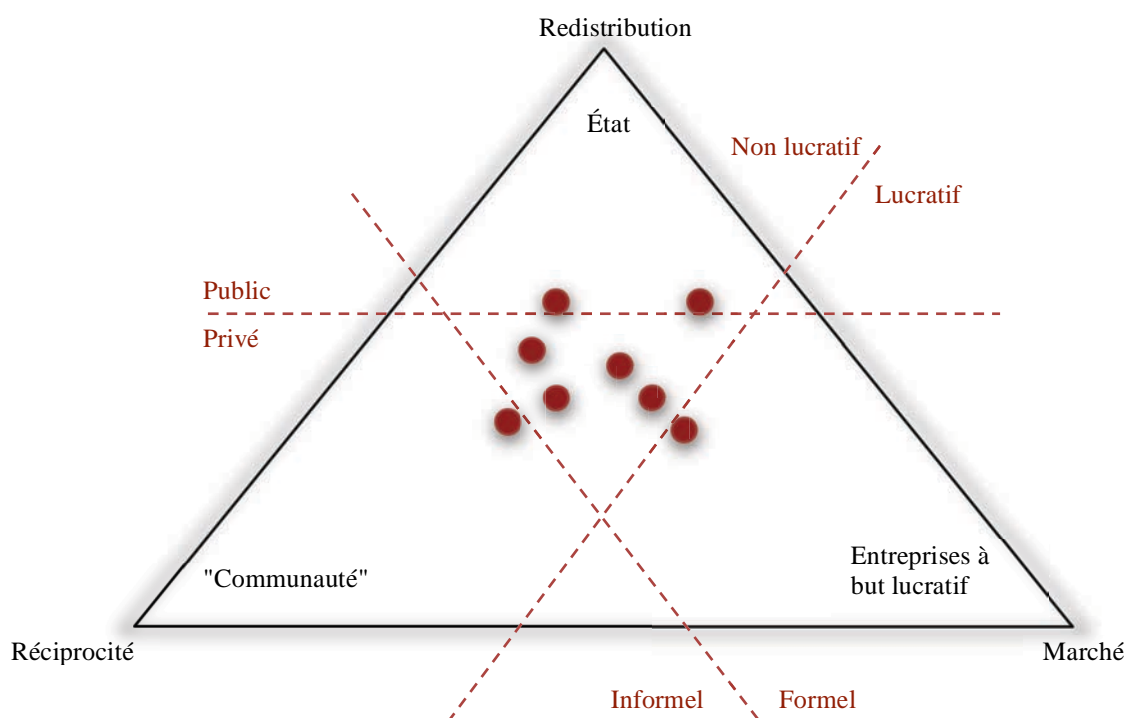 Redistribution
État
Non lucratif
Lucratif
Public
Privé
"Communauté"
Entreprises à
but lucratif
Réciprocité
Marché
Informel
Formel